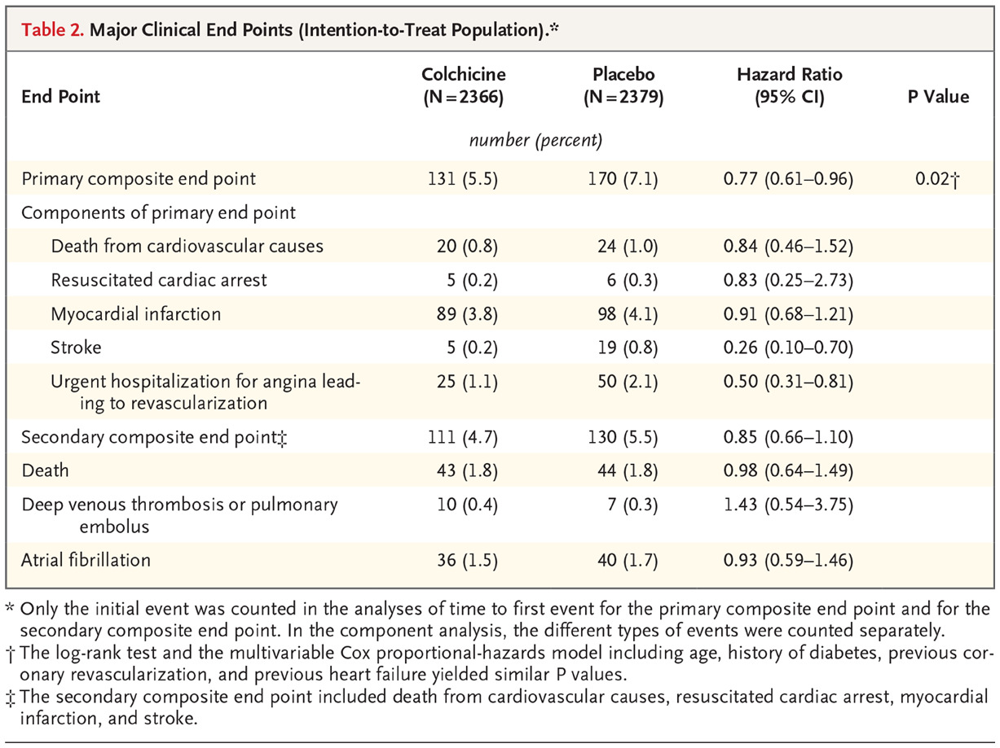 Table 2. Major Clinical End Points (Intention-to-Treat Population).*
End Point Colchicine (N=2366) Placebo (N=2379) Hazard Ratio (95% CI) P Value
number (percent)
Primary composite end point 131 (5.5) 170 (7.1) 0.77 (0.61–0.96) 0.02†
Components of primary end point
Death from cardiovascular causes 20 (0.8) 24 (1.0) 0.84 (0.46–1.52)
Resuscitated cardiac arrest 5 (0.2) 6 (0.3) 0.83 (0.25–2.73)
Myocardial infarction 89 (3.8) 98 (4.1) 0.91 (0.68–1.21)
Stroke 5 (0.2) 19 (0.8) 0.26 (0.10–0.70)
Urgent hospitalization for angina lead- 25 (1.1) 50 (2.1) 0.50 (0.31–0.81)
ing to revascularization
Secondary composite end point‡ 111 (4.7) 130 (5.5) 0.85 (0.66–1.10)
Death 43 (1.8) 44 (1.8) 0.98 (0.64–1.49)
Deep venous thrombosis or pulmonary 10 (0.4) 7 (0.3) 1.43 (0.54–3.75)
embolus
Atrial fibrillation 36 (1.5) 40 (1.7) 0.93 (0.59–1.46)
* Only the initial event was counted in the analyses of time to first event for the primary composite end point and for the
secondary composite end point. In the component analysis, the different types of events were counted separately.
† The log-rank test and the multivariable Cox proportional-hazards model including age, history of diabetes, previous cor-
onary revascularization, and previous heart failure yielded similar P values.
‡ The secondary composite end point included death from cardiovascular causes, resuscitated cardiac arrest, myocardial
infarction, and stroke.